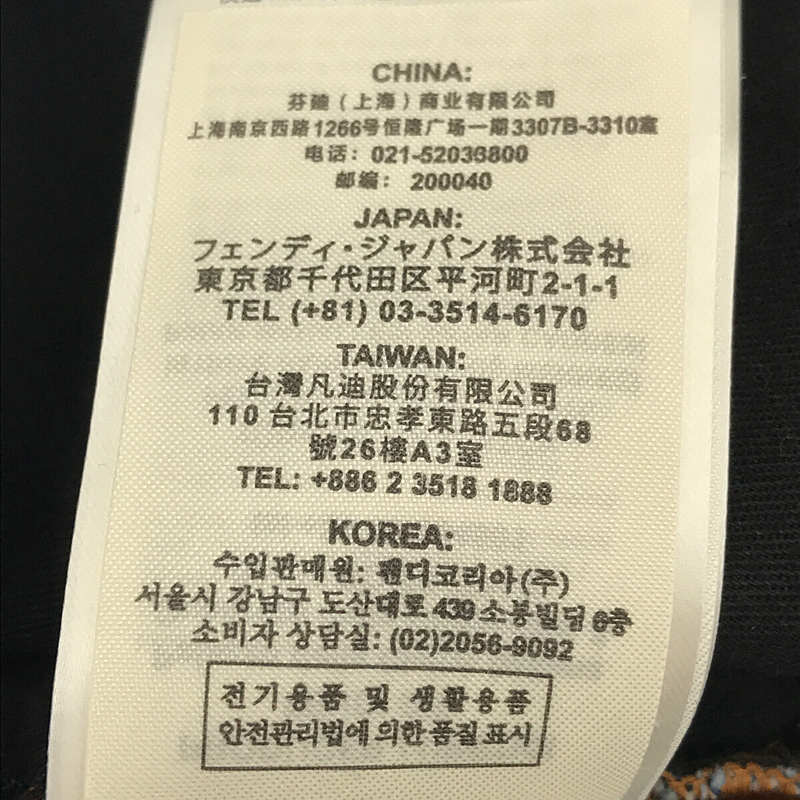 CHINA:
芬迪（上海）商业有限公司
上海南京西路1266号恒隆广场一期3307B-3310室
电话: 021-52036800
邮编: 200040
JAPAN:
フェンディ・ジャパン株式会社
東京都千代田区平河町2-1-1
TEL (+81) 03-3514-6170
TAIWAN:
台灣凡迪股份有限公司
110 台北市忠孝東路五段68
號26樓A3室
TEL: +886 2 3518 1888
KOREA:
수입판매원: 팬디코리아(주)
서울시 강남구 도산대로 439 소봉빌딩 6층
소비자 상담실: (02)2056-9092
전기용품 및 생활용품
안전관리법에 의한 품질 표시